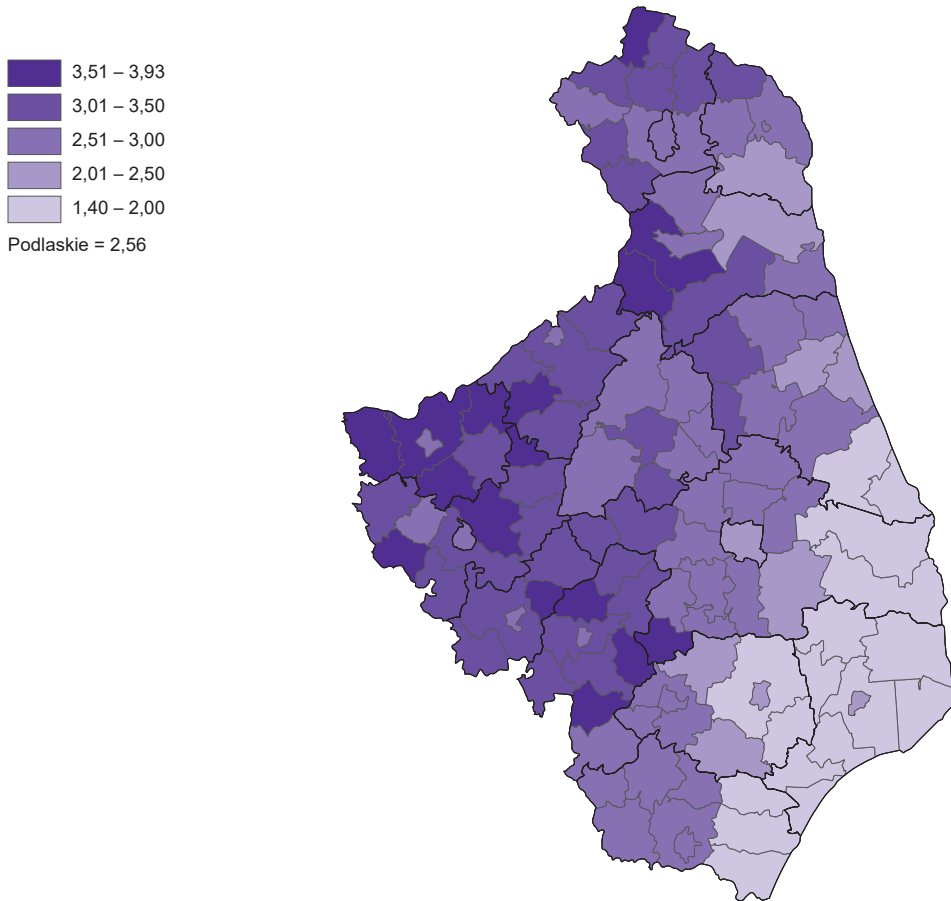 3,51 – 3,93
3,01 – 3,50
2,51 – 3,00
2,01 – 2,50
1,40 – 2,00
Podlaskie = 2,56